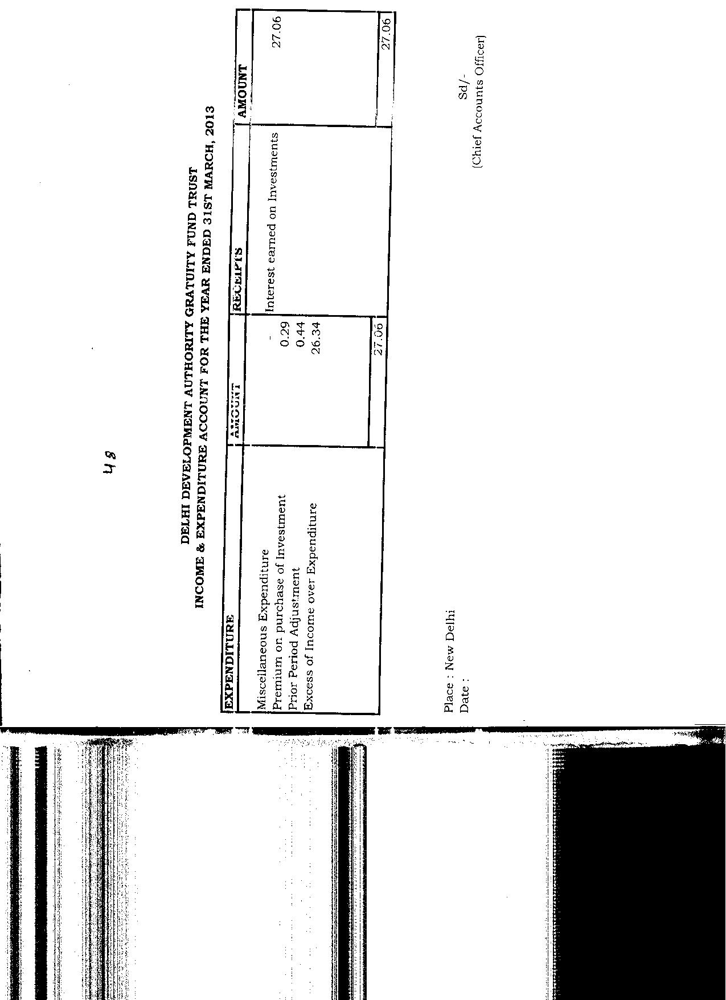 48
DELHI DEVELOPMENT AUTHORITY GRATUITY FUND TRUST
INCOME & EXPENDITURE ACCOUNT FOR THE YEAR ENDED 31ST MARCH, 2013
EXPENDITURE AMOUNT RECEIPTS AMOUNT
Miscellaneous Expenditure - Interest earned on Investments 27.06
Premium on purchase of Investment 0.29
Prior Period Adjustment 0.44
Excess of Income over Expenditure 26.34
27.06 27.06
Place : New Delhi
Date :
Sd/-
(Chief Accounts Officer)